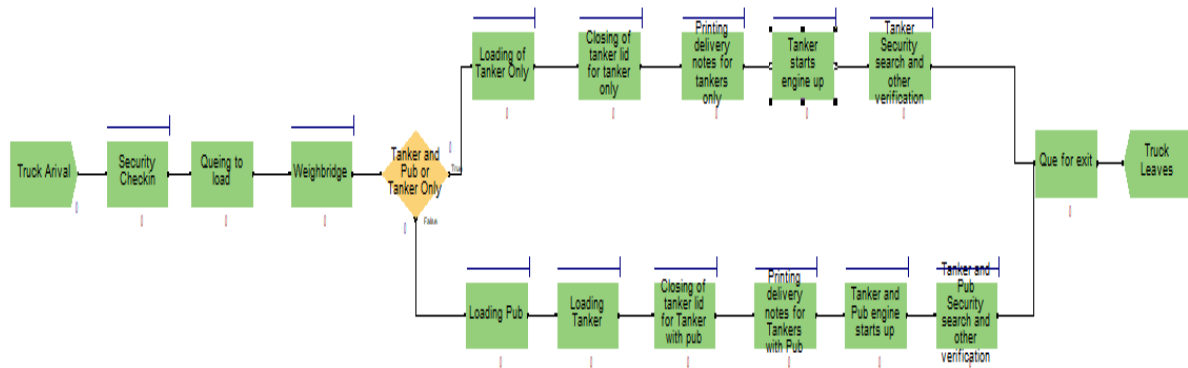 Truck Arival
Security
Checkin
Queing to
load
Weighbridge
Tanker and
Pub or
Tanker Only
True
False
Loading of
Tanker Only
Closing of
tanker lid
for tanker
only
Printing
delivery
notes for
tankers
only
Tanker
starts
engine up
Tanker
Security
search and
other
verification
Loading Pub
Loading
Tanker
Closing of
tanker lid
for Tanker
with pub
Printing
delivery
notes for
Tankers
with Pub
Tanker and
Pub engine
starts up
Tanker and
Pub
Security
search and
other
verification
Que for exit
Truck
Leaves